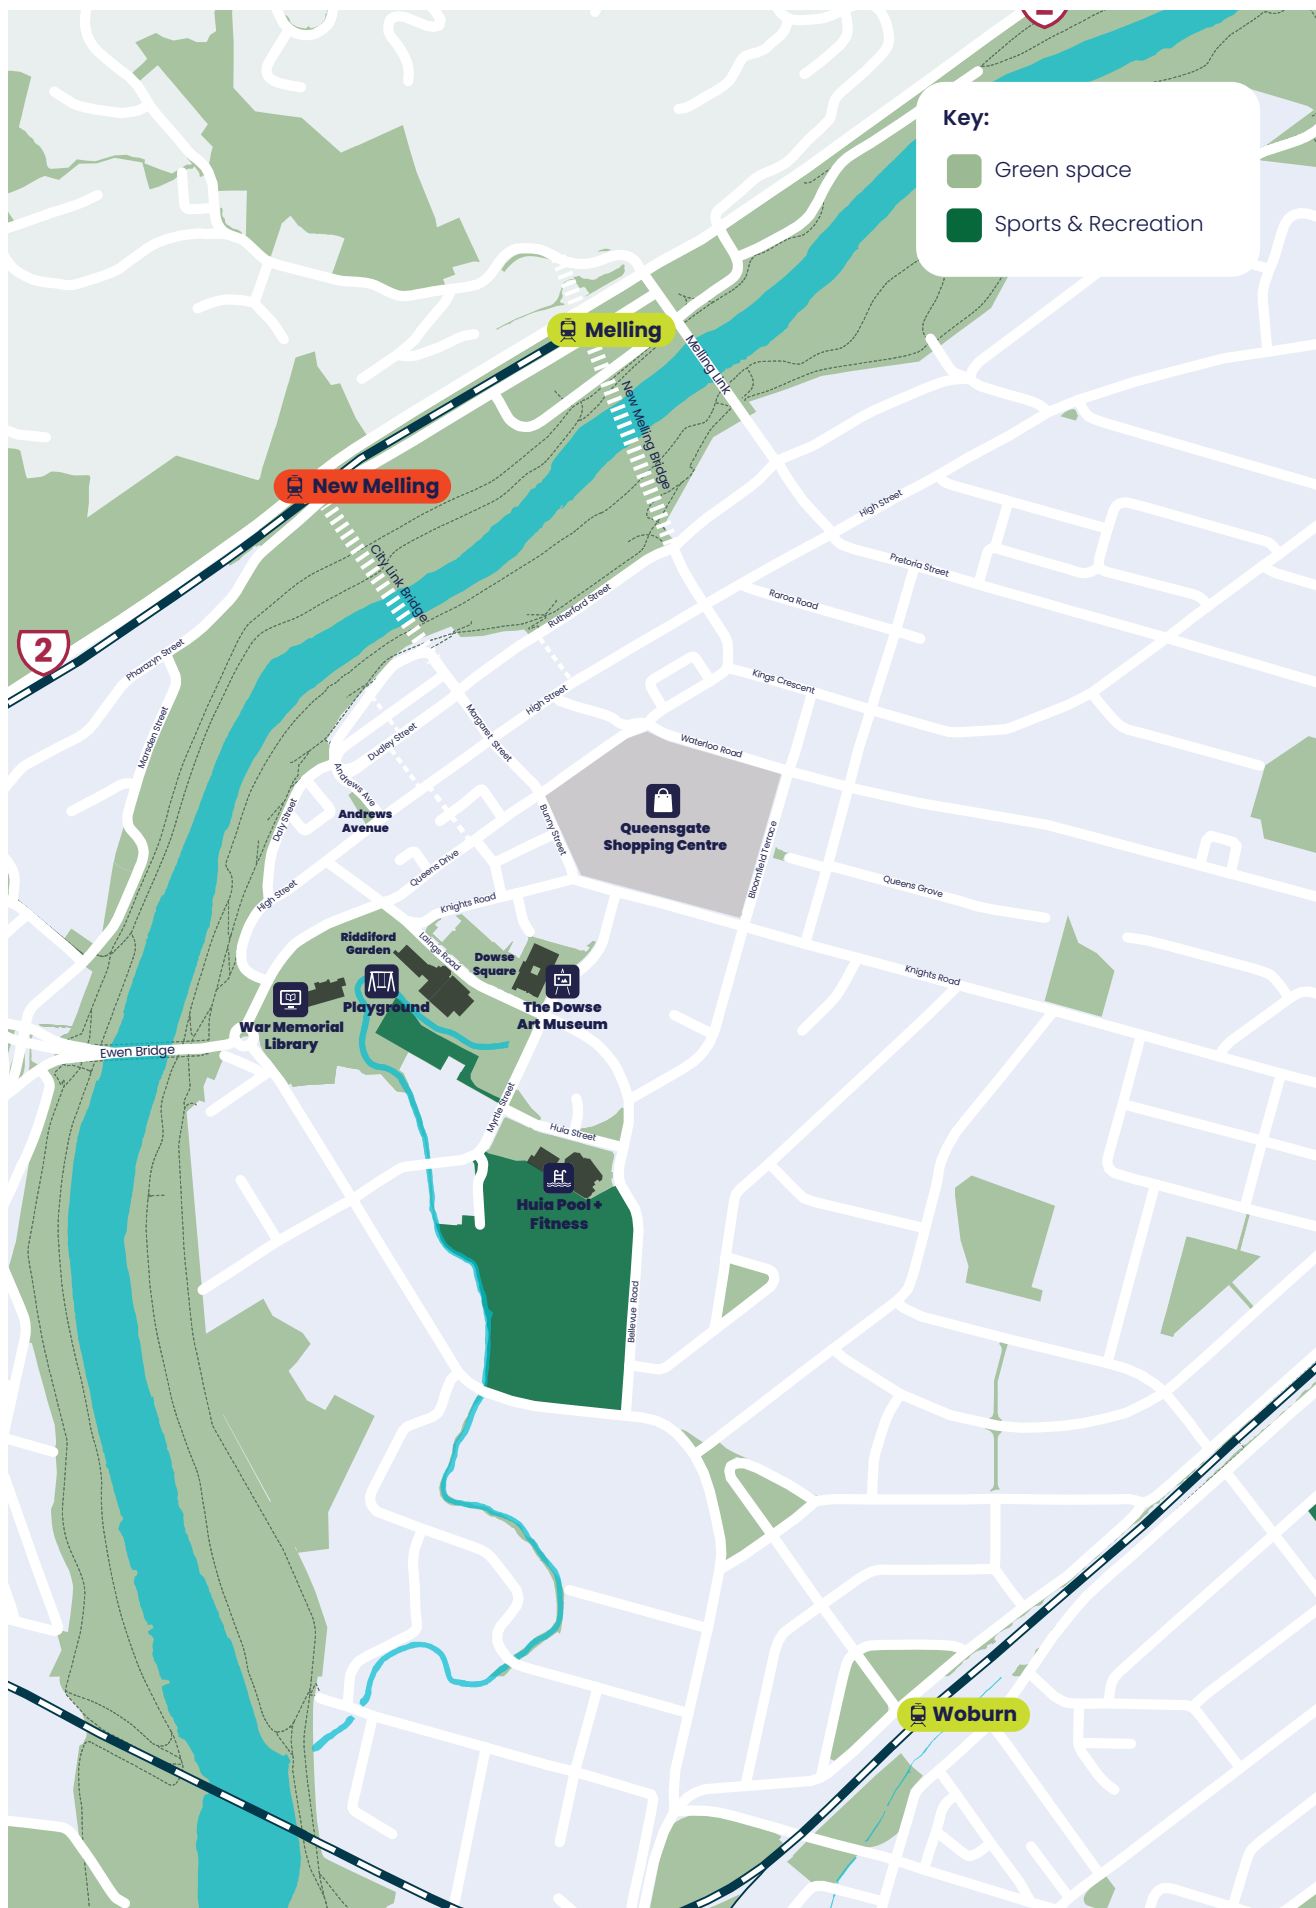 Key:
Green space
Sports & Recreation
Melling
Melling Link
New Melling Bridge
New Melling
High Street
City Link Bridge
Pretoria Street
Raroa Road
Rutherford Street
2
Pharazyn Street
Kings Crescent
High Street
Marsden Street
Margaret Street
Dudley Street
Waterloo Road
Andrews Ave
Andrews
Avenue
Daly Street
Bunny Street
Queensgate
Shopping Centre
Bloomfield Terrace
Queens Drive
Queens Grove
High Street
Knights Road
Riddiford
Garden
Laings Road
Dowse
Square
Knights Road
Playground
The Dowse
Art Museum
War Memorial
Library
Ewen Bridge
Myrtle Street
Huia Street
Huia Pool +
Fitness
Bellevue Road
Woburn